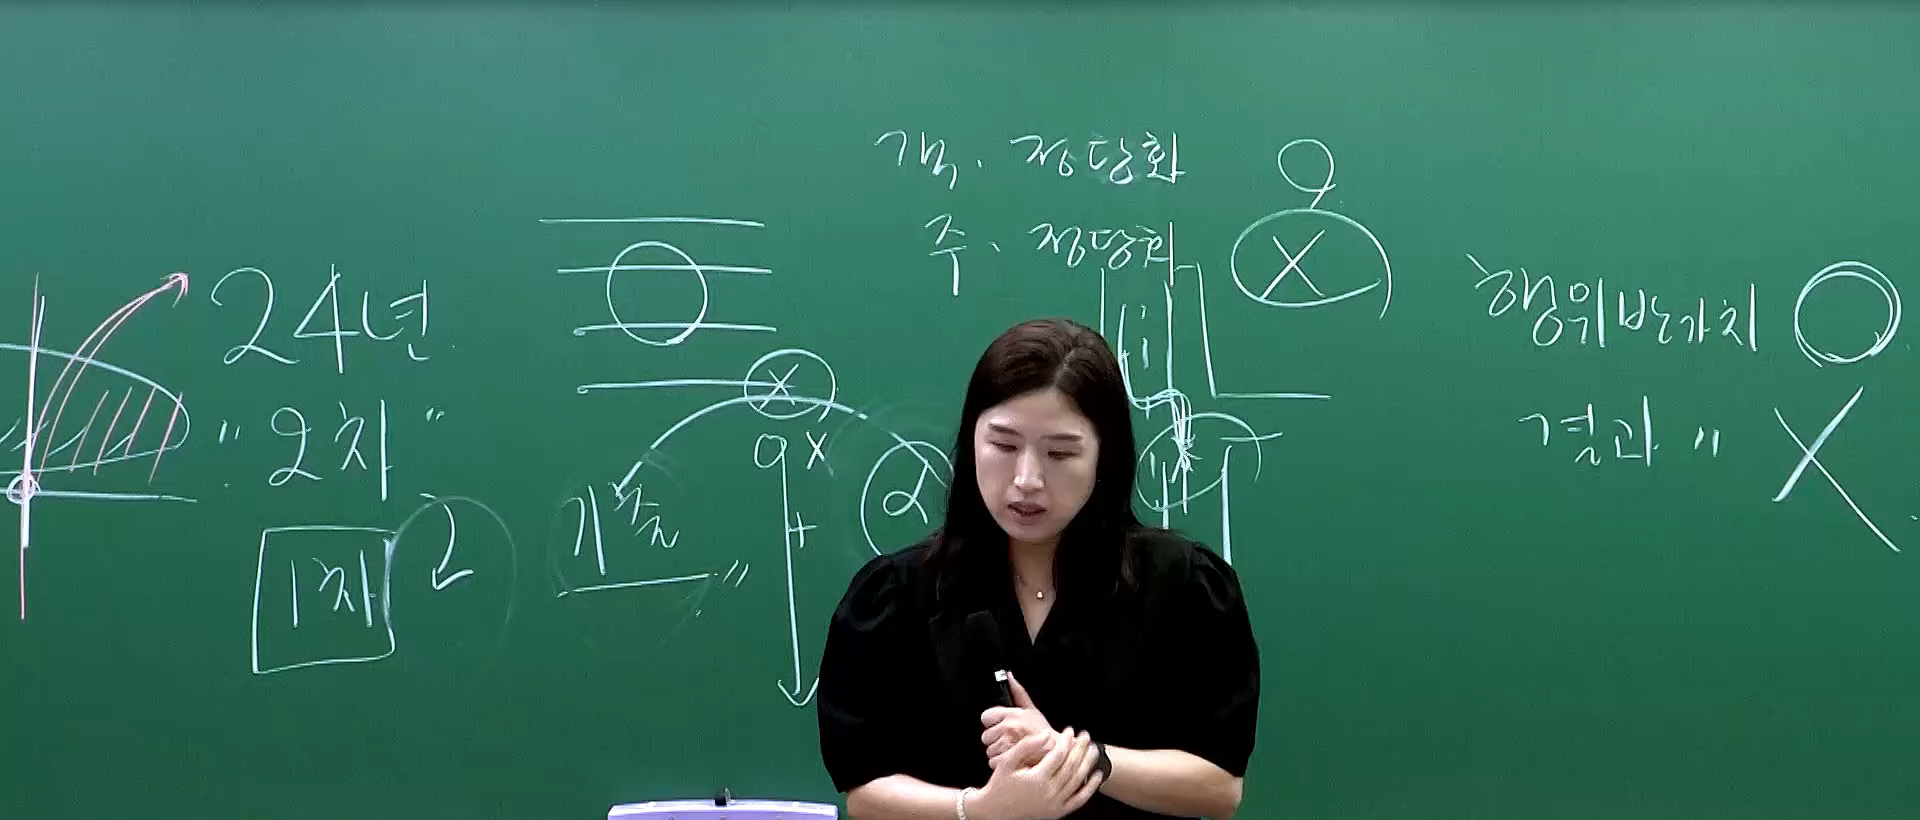 객. 정당화
주. 정당화
X
24년
"2차"
1차
기출
"
X
X
+
2
행위반가치 O
결과 " X